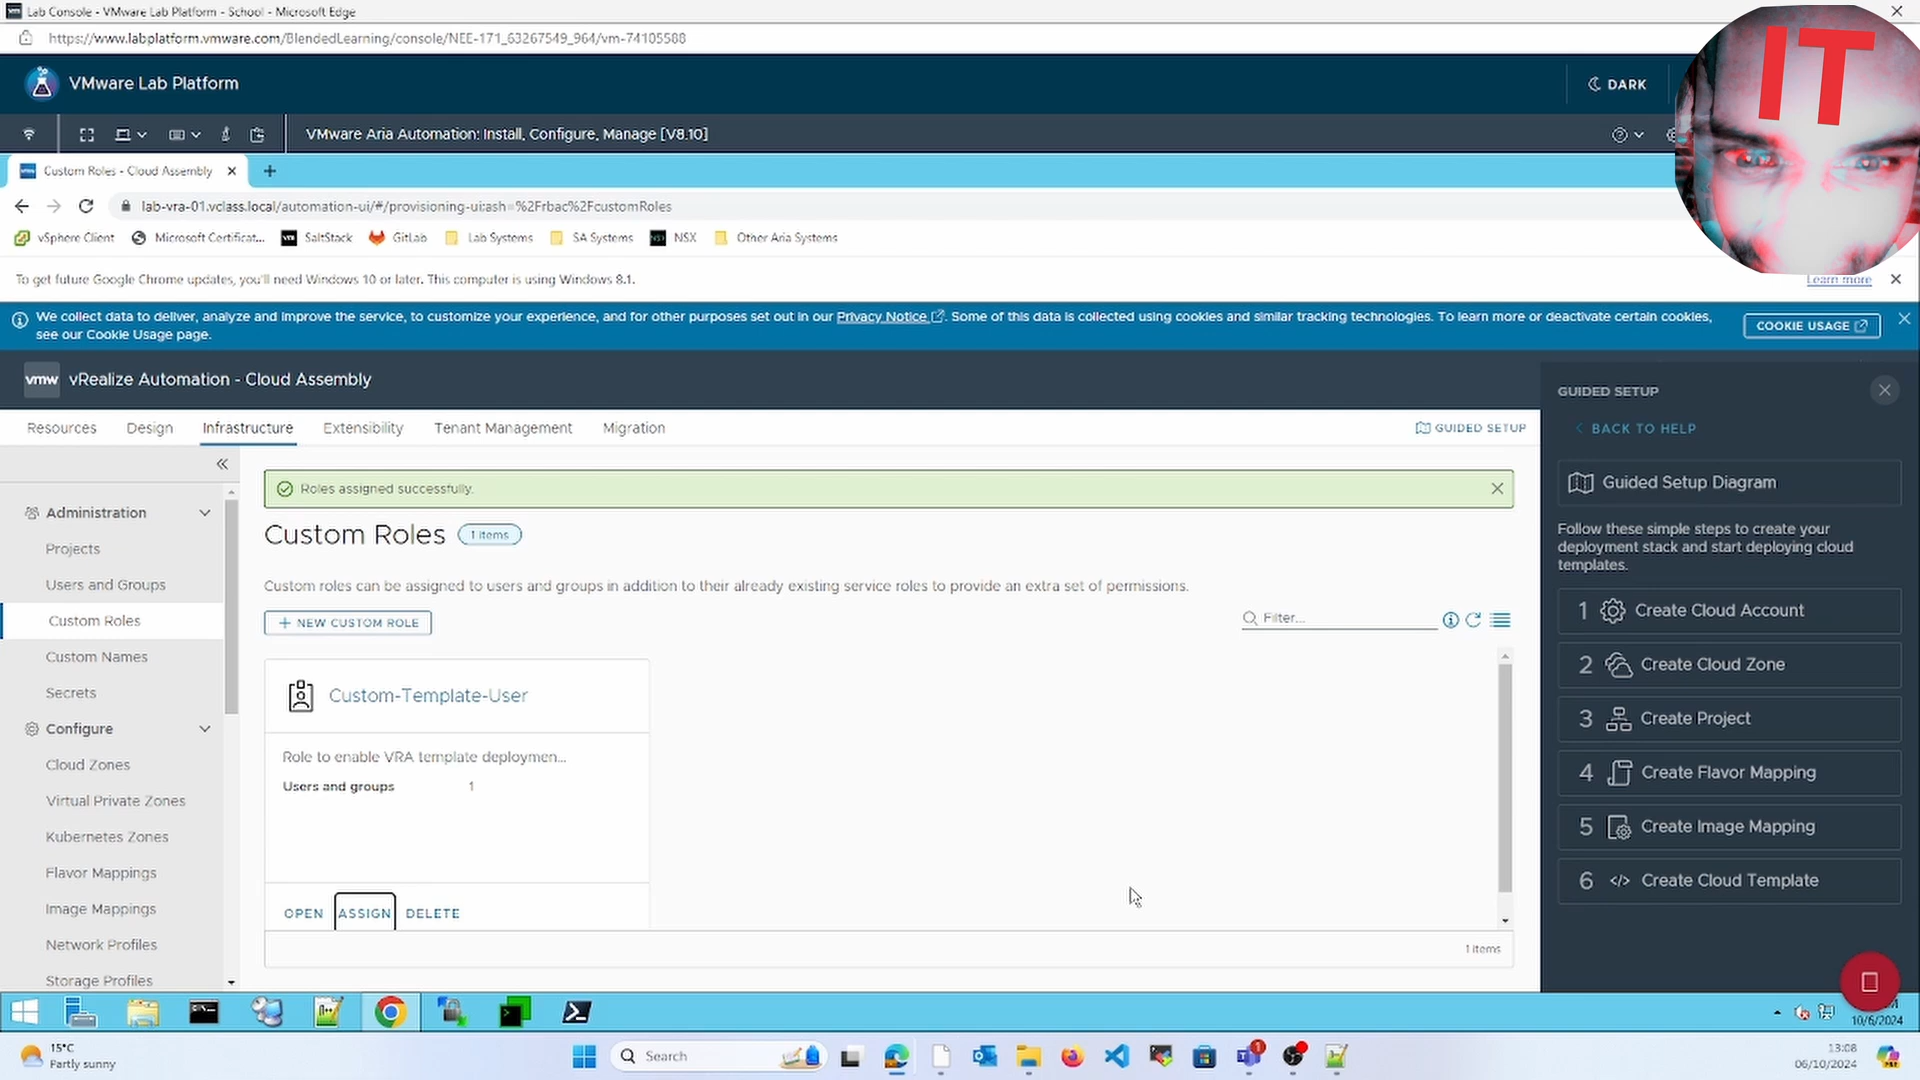 Lab Console - VMware Lab Platform - School - Microsoft Edge
https://www.labplatform.vmware.com/BlendedLearning/console/NEE-171_63267549_964/vm-74105588
IT
VMware Lab Platform
DARK
VMware Aria Automation: Install, Configure, Manage [V8.10]
Custom Roles - Cloud Assembly
lab-vra-01.vclass.local/automation-ui/#/provisioning-ui;ash=%2Frbac%2FcustomRoles
vSphere Client Microsoft Certificat... SaltStack GitLab Lab Systems SA Systems NSX Other Aria Systems
To get future Google Chrome updates, you'll need Windows 10 or later. This computer is using Windows 8.1.
Learn more
We collect data to deliver, analyze and improve the service, to customize your experience, and for other purposes set out in our Privacy Notice. Some of this data is collected using cookies and similar tracking technologies. To learn more or deactivate certain cookies,
see our Cookie Usage page.
COOKIE USAGE
vmw vRealize Automation - Cloud Assembly
Resources Design Infrastructure Extensibility Tenant Management Migration
GUIDED SETUP
Administration
Projects
Users and Groups
Custom Roles
Custom Names
Secrets
Configure
Cloud Zones
Virtual Private Zones
Kubernetes Zones
Flavor Mappings
Image Mappings
Network Profiles
Storage Profiles
Roles assigned successfully.
Custom Roles 1 items
Custom roles can be assigned to users and groups in addition to their already existing service roles to provide an extra set of permissions.
+ NEW CUSTOM ROLE
Filter...
Custom-Template-User
Role to enable VRA template deploymen...
Users and groups 1
OPEN ASSIGN DELETE
1 items
GUIDED SETUP
BACK TO HELP
Guided Setup Diagram
Follow these simple steps to create your
deployment stack and start deploying cloud
templates.
1 Create Cloud Account
2 Create Cloud Zone
3 Create Project
4 Create Flavor Mapping
5 Create Image Mapping
6 </> Create Cloud Template
10/6/2024
15°C
Partly sunny
Search
13:08
06/10/2024